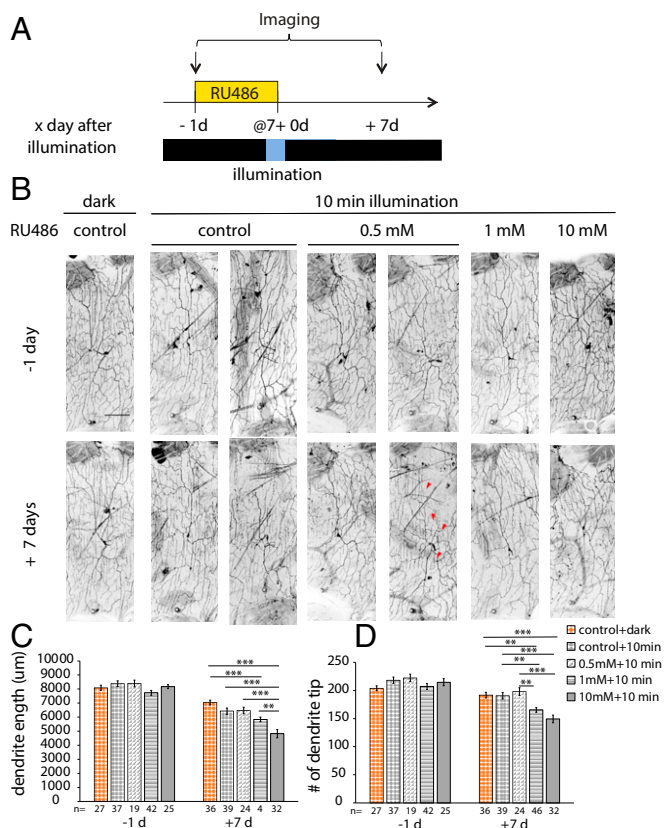 A
Imaging
RU486
x day after
illumination
- 1d
@7+ 0d
+ 7d
illumination
B
dark
10 min illumination
RU486
control
control
0.5 mM
1 mM
10 mM
-1 day
+ 7 days
C
dendrite ength (um)
10000
9000
8000
7000
6000
5000
4000
3000
2000
1000
0
***
***
***
***
**
n= 27 37 19 42 25 36 39 24 4 32
-1 d
+7 d
D
# of dendrite tip
250
200
150
100
50
0
***
**
***
**
***
**
n= 27 37 19 42 25 36 39 24 46 32
-1 d
+7 d
control+dark
control+10min
0.5mM+10 min
1mM+10 min
10mM+10 min